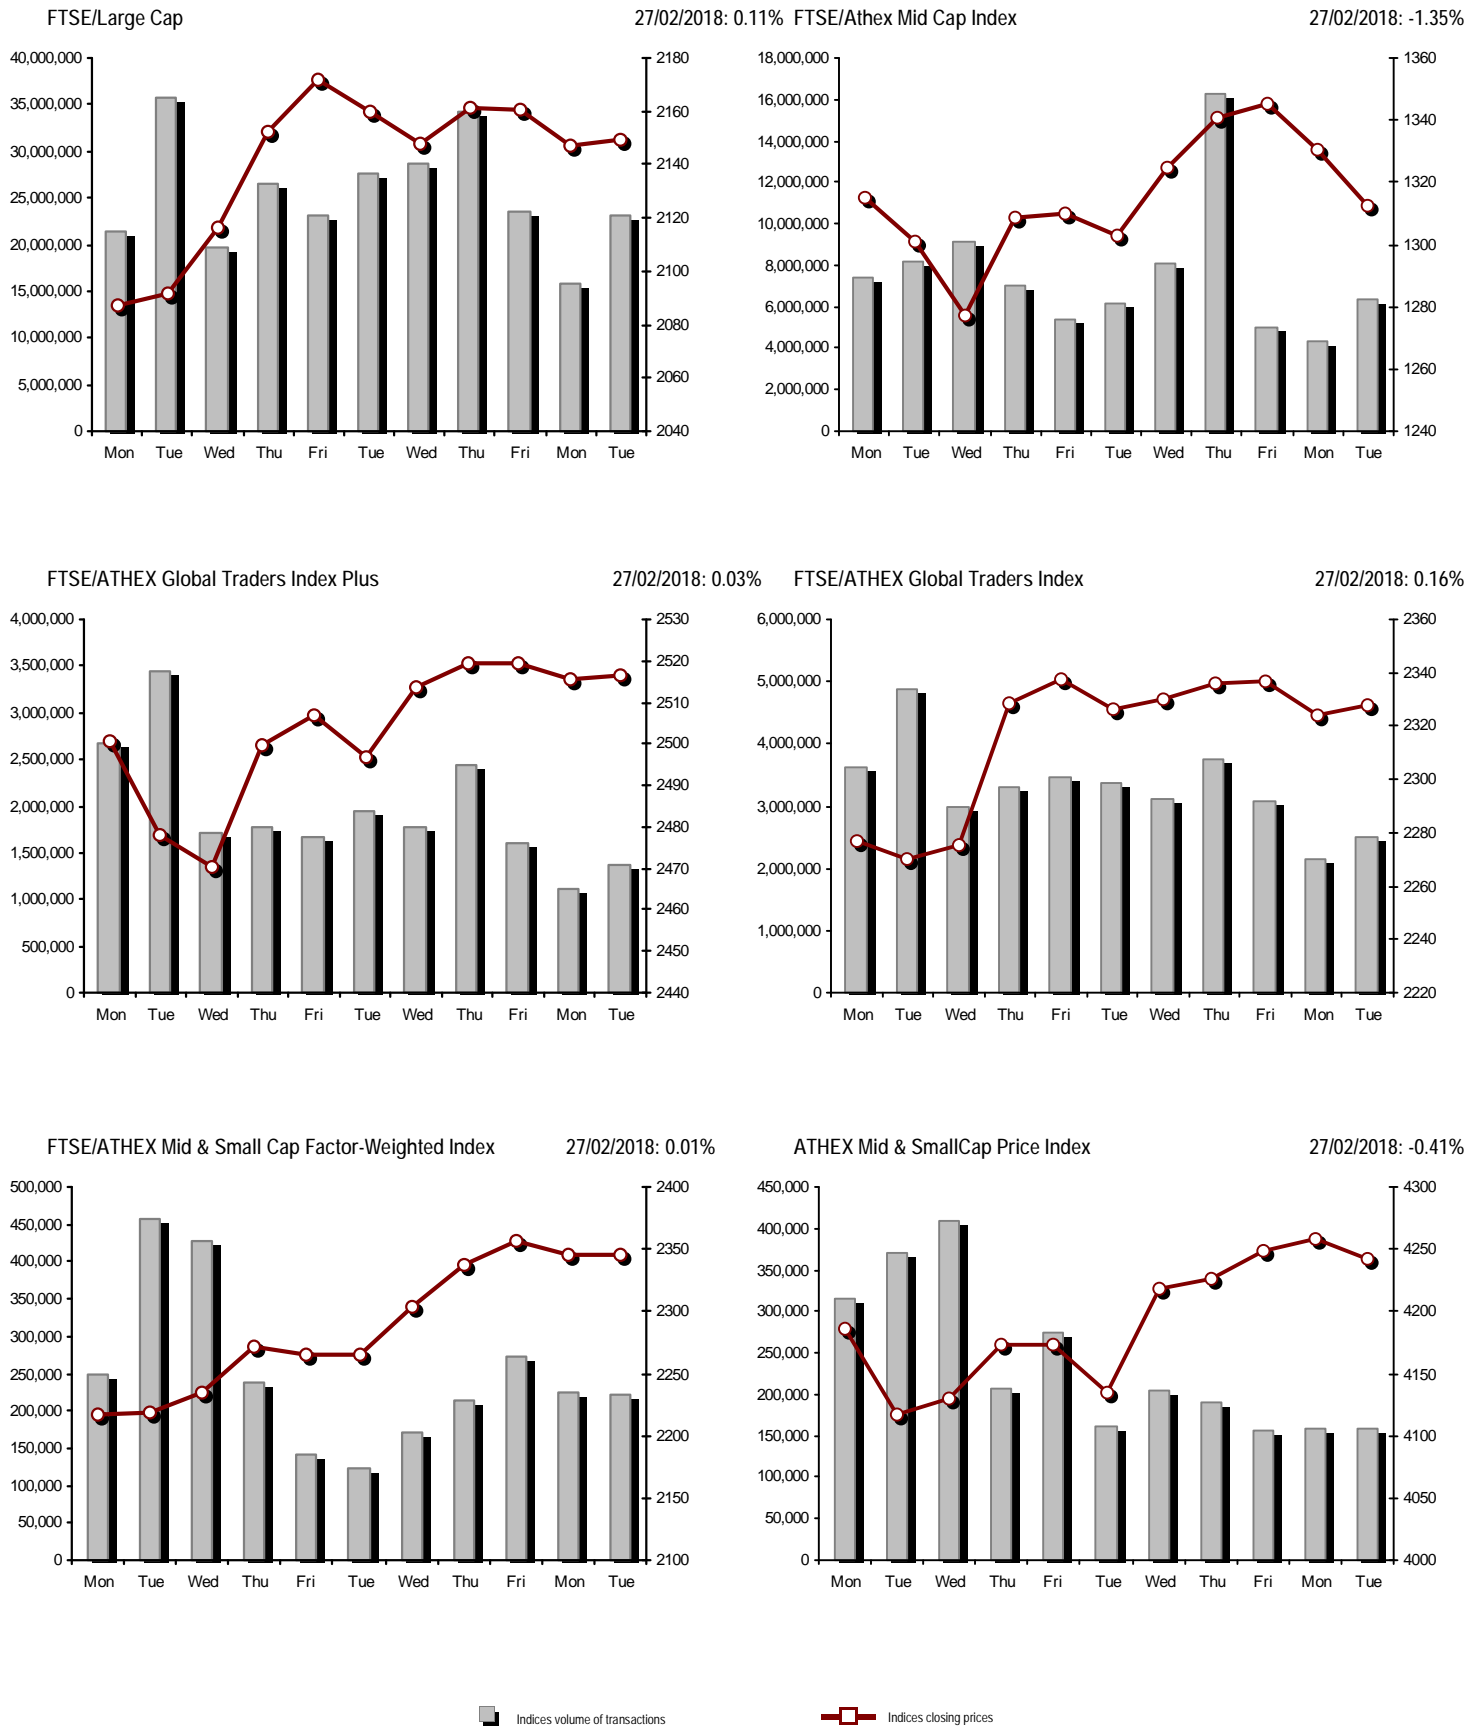 FTSE/Large Cap 27/02/2018: 0.11% FTSE/Athex Mid Cap Index 27/02/2018: -1.35%
40,000,000 2180 18,000,000 1360
35,000,000 2160 16,000,000 1340
30,000,000 2140 14,000,000
25,000,000 12,000,000 1320
20,000,000 2120 10,000,000 1300
15,000,000 2100 8,000,000
10,000,000 2080 6,000,000 1280
5,000,000 2060 4,000,000 1260
2,000,000
0 2040 0 1240
Mon Tue Wed Thu Fri Tue Wed Thu Fri Mon Tue Mon Tue Wed Thu Fri Tue Wed Thu Fri Mon Tue
FTSE/ATHEX Global Traders Index Plus 27/02/2018: 0.03% FTSE/ATHEX Global Traders Index 27/02/2018: 0.16%
4,000,000 2530 6,000,000 2360
3,500,000 2520 5,000,000 2340
3,000,000 2510 4,000,000 2320
2,500,000 2500 2300
2,000,000 2490 3,000,000
1,500,000 2480 2,000,000 2280
1,000,000 2470 2260
500,000 2460 1,000,000 2240
2450
0 2440 0 2220
Mon Tue Wed Thu Fri Tue Wed Thu Fri Mon Tue Mon Tue Wed Thu Fri Tue Wed Thu Fri Mon Tue
FTSE/ATHEX Mid & Small Cap Factor-Weighted Index 27/02/2018: 0.01% ATHEX Mid & SmallCap Price Index 27/02/2018: -0.41%
500,000 2400 450,000 4300
450,000 2350 400,000 4250
400,000 350,000
350,000 2300 300,000 4200
300,000 250,000
250,000 2250 200,000 4150
200,000 2200 150,000 4100
150,000
100,000 2150 100,000 4050
50,000 50,000
0 2100 0 4000
Mon Tue Wed Thu Fri Tue Wed Thu Fri Mon Tue Mon Tue Wed Thu Fri Tue Wed Thu Fri Mon Tue
Indices volume of transactions Indices closing prices